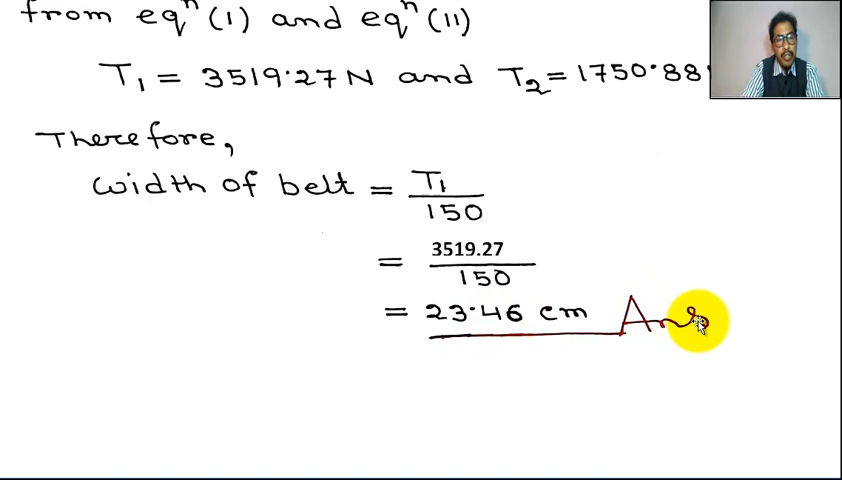 from eqⁿ (I) and eqⁿ (II)
T₁ = 3519.27 N and T₂ = 1750.88
Therefore,
width of belt = T₁ / 150
= 3519.27 / 150
= 23.46 cm Ans